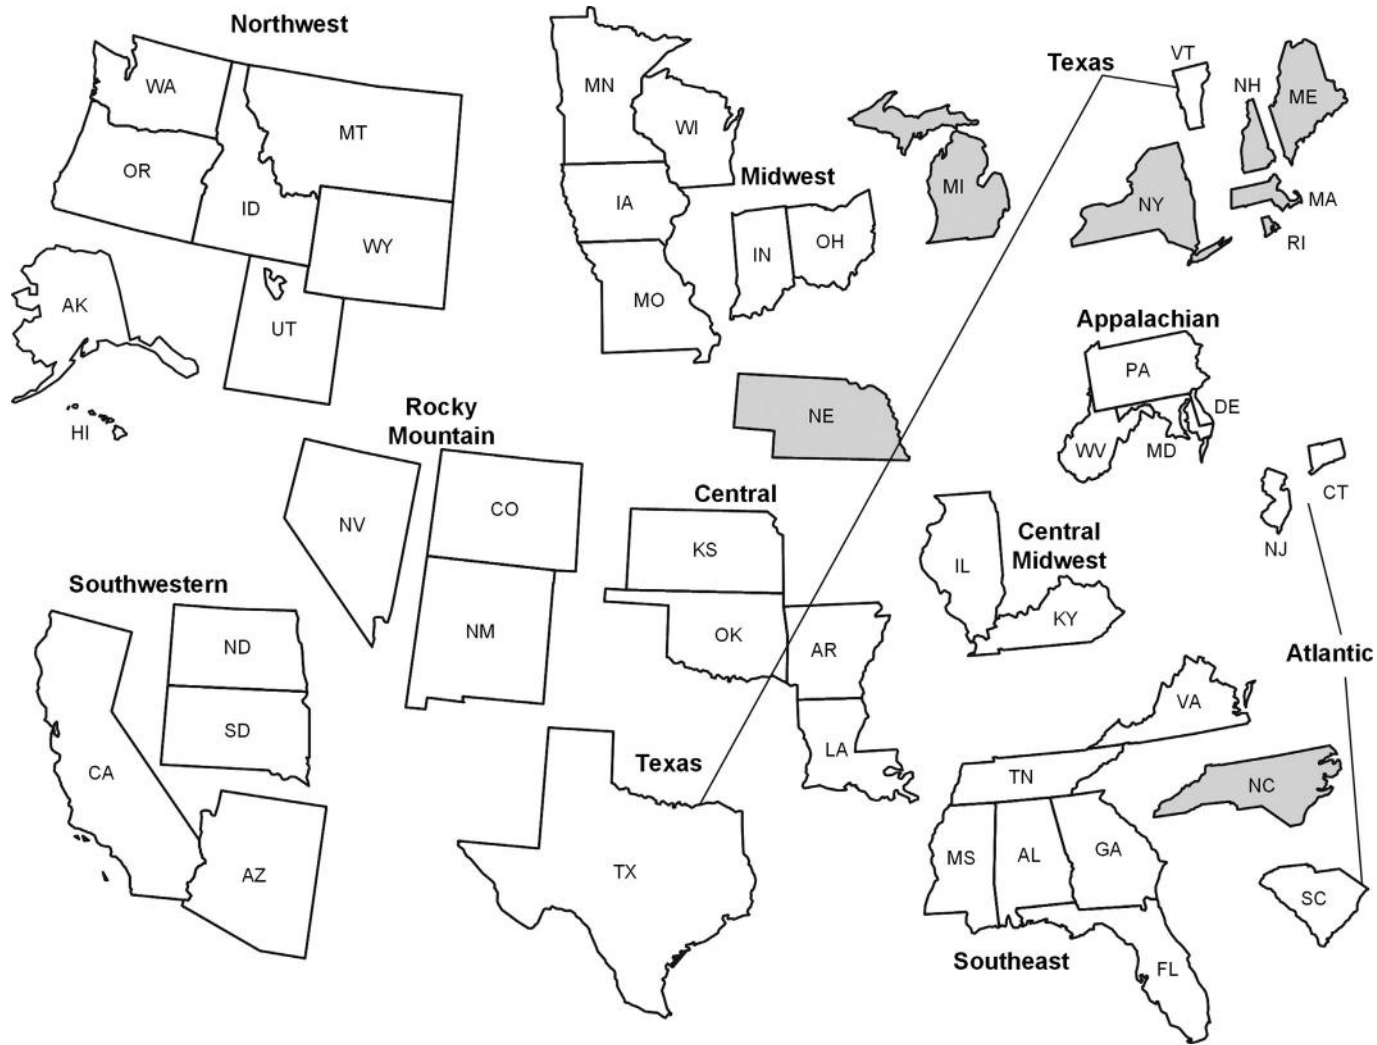 Northwest
WA
MT
OR
ID
WY
AK
UT
HI
MN
WI
IA
Midwest
IN
OH
MO
MI
Texas
VT
NH
ME
NY
MA
RI
Appalachian
PA
DE
WV
MD
Rocky
Mountain
NV
CO
NM
NE
Central
KS
OK
AR
LA
IL
Central
Midwest
KY
CT
NJ
Atlantic
Southwestern
ND
SD
CA
AZ
Texas
TX
VA
TN
NC
MS
AL
GA
SC
Southeast
FL